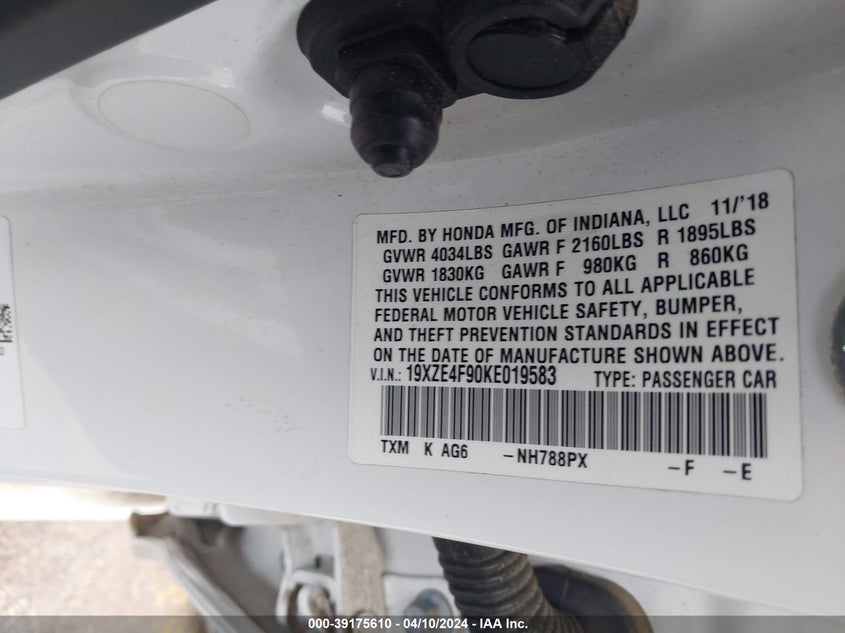 MFD. BY HONDA MFG. OF INDIANA, LLC 11/'18
GVWR 4034LBS GAWR F 2160LBS R 1895LBS
GVWR 1830KG GAWR F 980KG R 860KG
THIS VEHICLE CONFORMS TO ALL APPLICABLE
FEDERAL MOTOR VEHICLE SAFETY, BUMPER,
AND THEFT PREVENTION STANDARDS IN EFFECT
ON THE DATE OF MANUFACTURE SHOWN ABOVE.
V.I.N.: 19XZE4F90KE019583 TYPE: PASSENGER CAR
TXM K AG6 -NH788PX -F -E
000-39175610 - 04/10/2024 - IAA Inc.